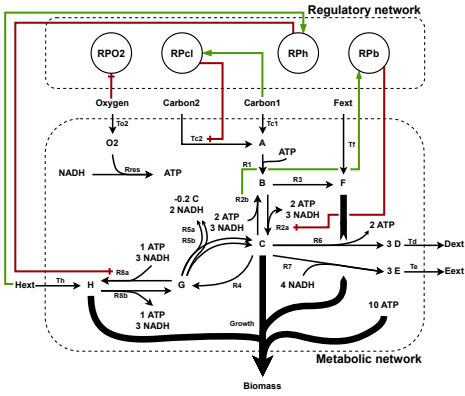 Regulatory network
RPO2
RPcl
RPh
RPb
Oxygen
Carbon2
Carbon1
Fext
To2
Tc2
Tc1
Tf
O2
A
NADH
Rres
ATP
R1
ATP
B
R3
F
-0.2 C
2 NADH
R2b
2 ATP
3 NADH
2 ATP
3 NADH
R2a
R5a
R5b
2 ATP
C
R6
3 D
Td
Dext
1 ATP
3 NADH
R7
3 E
Te
Eext
Hext
Th
H
R8a
R8b
G
R4
4 NADH
1 ATP
3 NADH
10 ATP
Growth
Metabolic network
Biomass